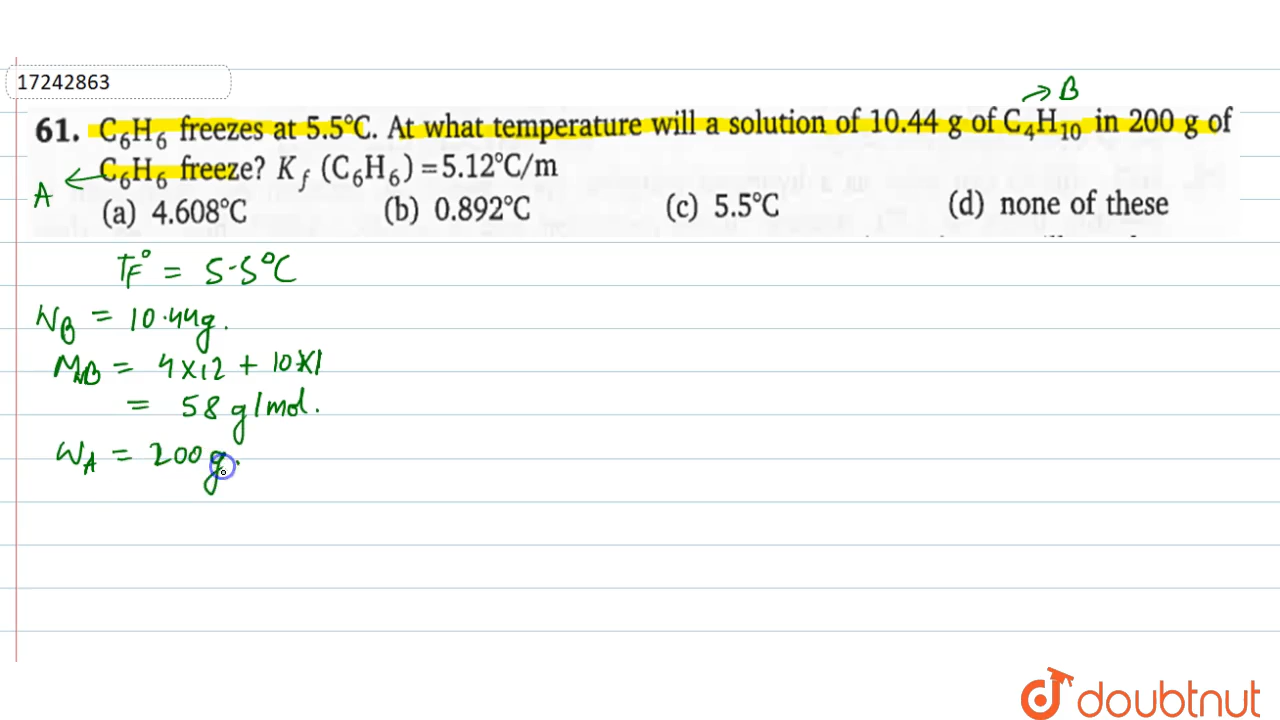 17242863
→ B
61. C₆H₆ freezes at 5.5°C. At what temperature will a solution of 10.44 g of C₄H₁₀ in 200 g of
A ← C₆H₆ freeze? K_f (C₆H₆) = 5.12°C/m
(a) 4.608°C (b) 0.892°C (c) 5.5°C (d) none of these
TF° = 5.5°C
WB = 10.44g.
MB = 4×12 + 10×1
= 58 g/mol.
WA = 200g.
doubtnut